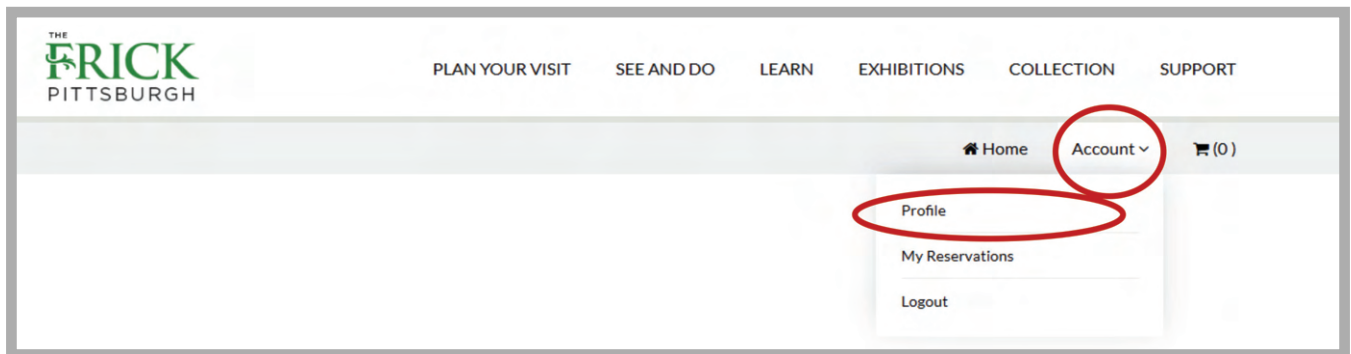 THE
FRICK
PITTSBURGH
PLAN YOUR VISIT SEE AND DO LEARN EXHIBITIONS COLLECTION SUPPORT
Home Account (0)
Profile
My Reservations
Logout